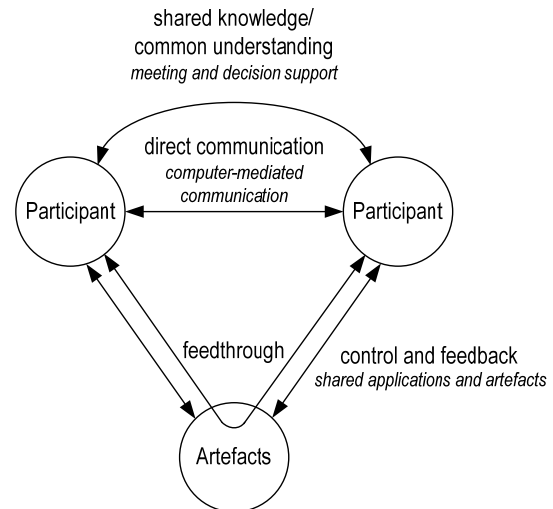 shared knowledge/
common understanding
meeting and decision support
direct communication
computer-mediated
communication
Participant
Participant
feedthrough
control and feedback
shared applications and artefacts
Artefacts